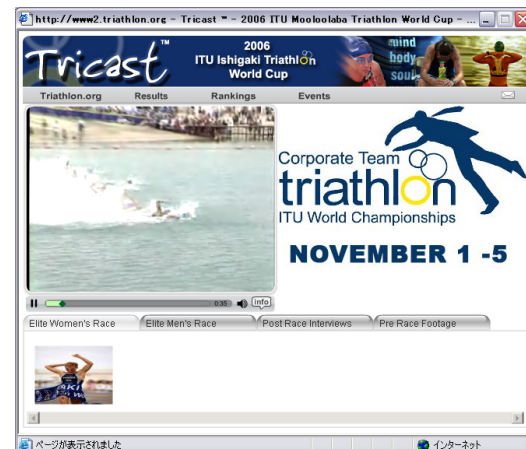 http://www2.triathlon.org - Tricast ™ - 2006 ITU Mooloolaba Triathlon World Cup - ...
Tricast™
2006
ITU Ishigaki Triathlon
World Cup
mind
body
soul
Triathlon.org Results Rankings Events
Corporate Team
triathlon
ITU World Championships
NOVEMBER 1 -5
0:35 info
Elite Women's Race Elite Men's Race Post Race Interviews Pre Race Footage
ページが表示されました インターネット